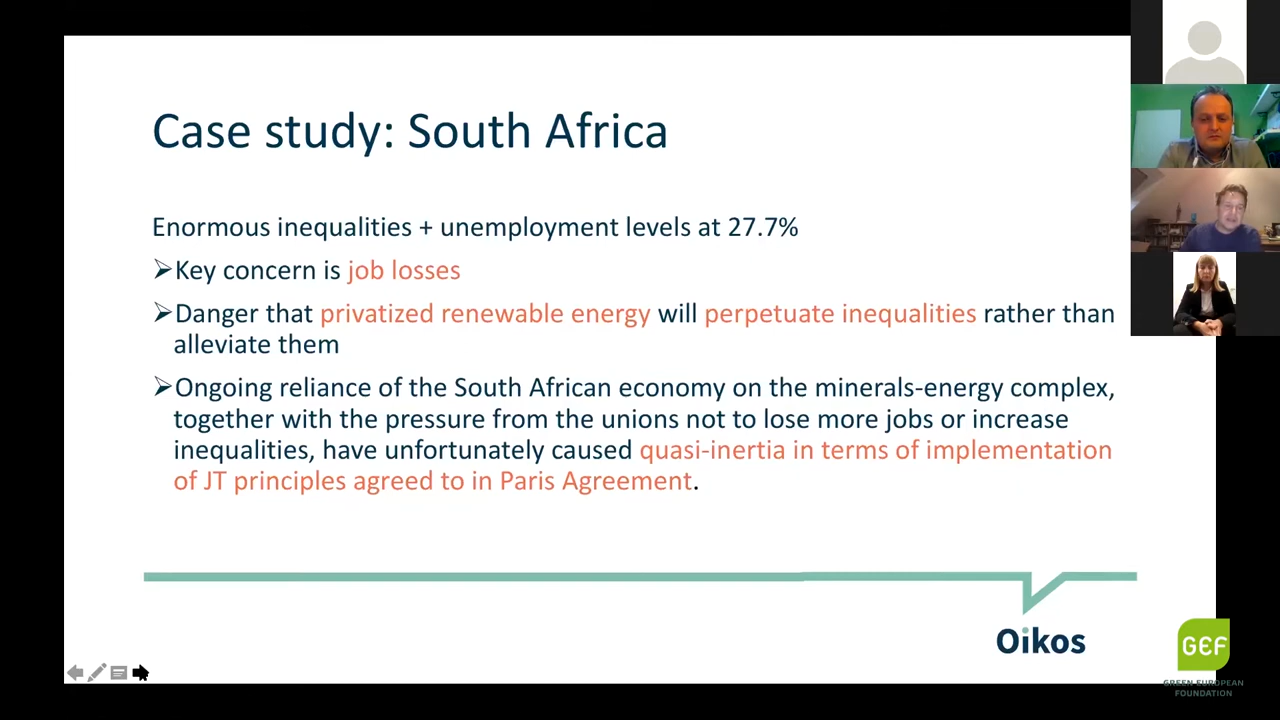 Case study: South Africa
Enormous inequalities + unemployment levels at 27.7%
➢Key concern is job losses
➢Danger that privatized renewable energy will perpetuate inequalities rather than
alleviate them
➢Ongoing reliance of the South African economy on the minerals-energy complex,
together with the pressure from the unions not to lose more jobs or increase
inequalities, have unfortunately caused quasi-inertia in terms of implementation
of JT principles agreed to in Paris Agreement.
Oikos
GEF
GREEN EUROPEAN
FOUNDATION